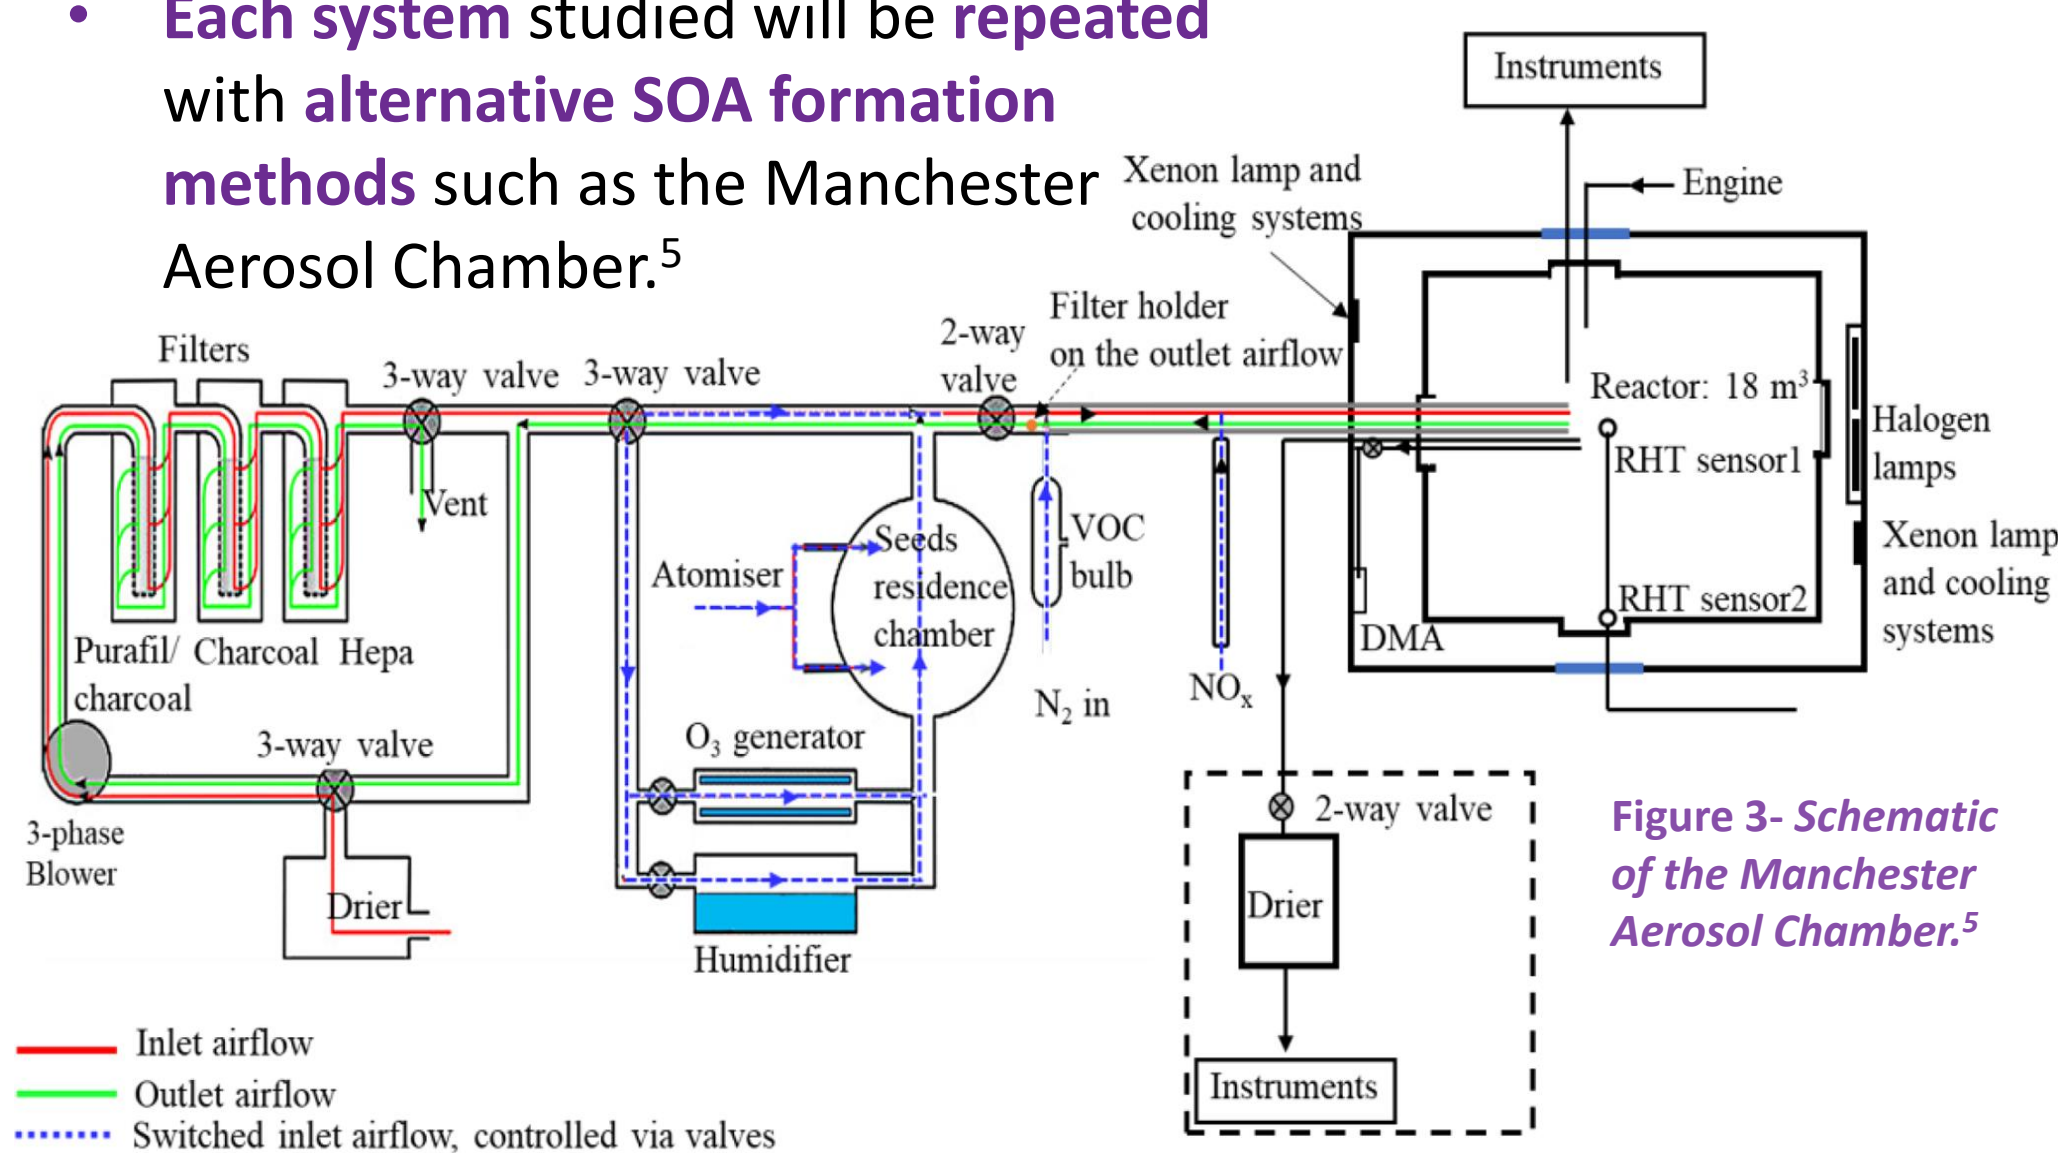 • Each system studied will be repeated
with alternative SOA formation
methods such as the Manchester
Aerosol Chamber.⁵
Instruments
Engine
Xenon lamp and
cooling systems
Filter holder
on the outlet airflow
2-way
valve
3-way valve
3-way valve
Filters
Vent
Purafil/
charcoal
Charcoal
Hepa
3-way valve
3-phase
Blower
Drier
Atomiser
Seeds
residence
chamber
O₃ generator
Humidifier
VOC
bulb
N₂ in
NOₓ
Reactor: 18 m³
RHT sensor1
RHT sensor2
DMA
Halogen
lamps
Xenon lamp
and cooling
systems
2-way valve
Drier
Instruments
Figure 3- Schematic
of the Manchester
Aerosol Chamber.⁵
Inlet airflow
Outlet airflow
Switched inlet airflow, controlled via valves